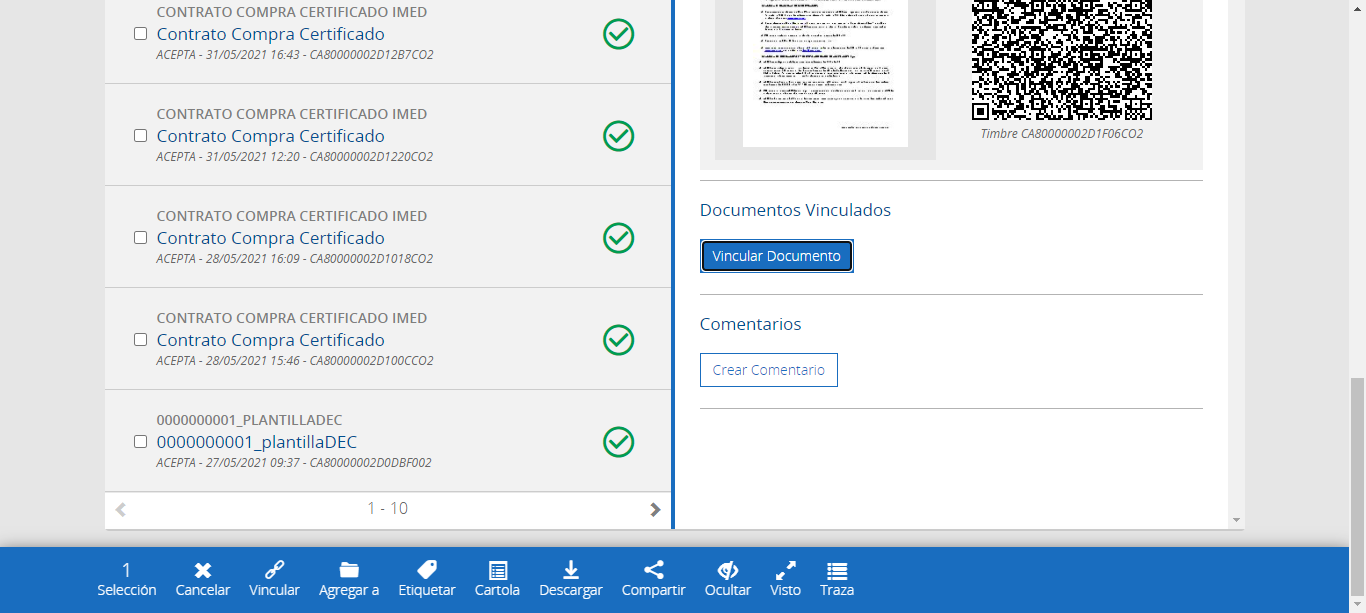 CONTRATO COMPRA CERTIFICADO IMED
Contrato Compra Certificado
ACEPTA - 31/05/2021 16:43 - CA80000002D12B7CO2
CONTRATO COMPRA CERTIFICADO IMED
Contrato Compra Certificado
ACEPTA - 31/05/2021 12:20 - CA80000002D1220CO2
CONTRATO COMPRA CERTIFICADO IMED
Contrato Compra Certificado
ACEPTA - 28/05/2021 16:09 - CA80000002D1018CO2
CONTRATO COMPRA CERTIFICADO IMED
Contrato Compra Certificado
ACEPTA - 28/05/2021 15:46 - CA80000002D100CCO2
0000000001_PLANTILLADEC
0000000001_plantillaDEC
ACEPTA - 27/05/2021 09:37 - CA80000002D0DBF002
1 - 10
Timbre CA80000002D1F06CO2
Documentos Vinculados
Vincular Documento
Comentarios
Crear Comentario
1
Selección
Cancelar
Vincular
Agregar a
Etiquetar
Cartola
Descargar
Compartir
Ocultar
Visto
Traza